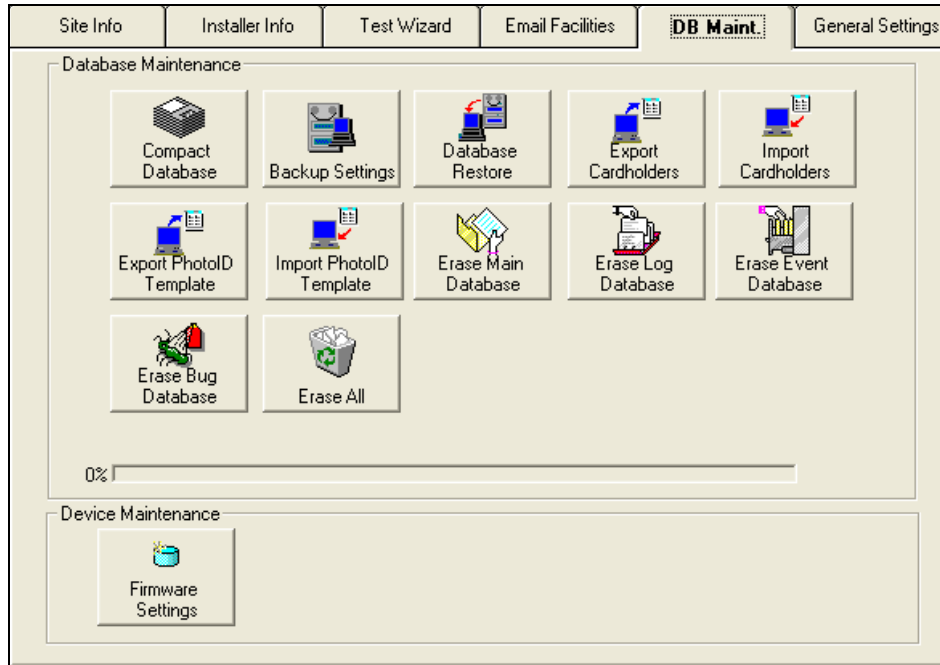 Site Info
Installer Info
Test Wizard
Email Facilities
DB Maint.
General Settings
Database Maintenance
Compact
Database
Backup Settings
Database
Restore
Export
Cardholders
Import
Cardholders
Export PhotoID
Template
Import PhotoID
Template
Erase Main
Database
Erase Log
Database
Erase Event
Database
Erase Bug
Database
Erase All
0%
Device Maintenance
Firmware
Settings